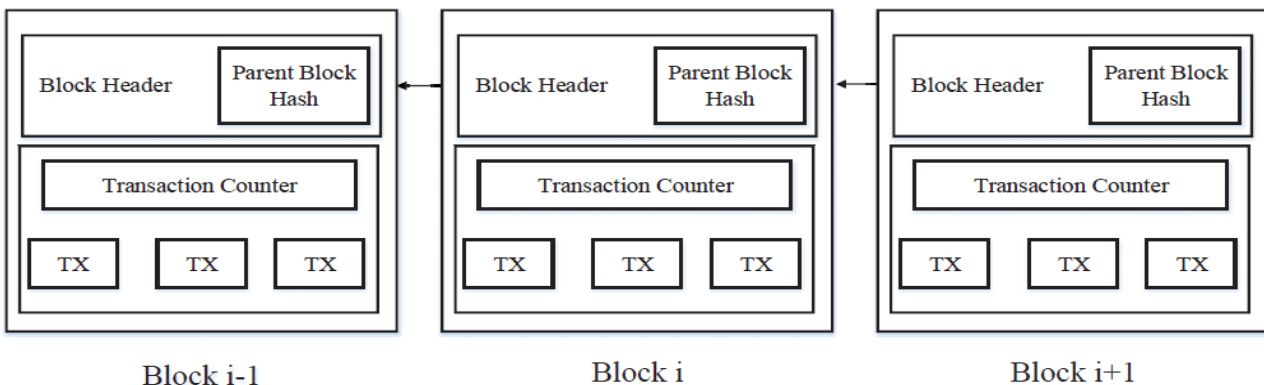 Block Header
Parent Block
Hash
Transaction Counter
TX TX TX
Block i-1
Block Header
Parent Block
Hash
Transaction Counter
TX TX TX
Block i
Block Header
Parent Block
Hash
Transaction Counter
TX TX TX
Block i+1